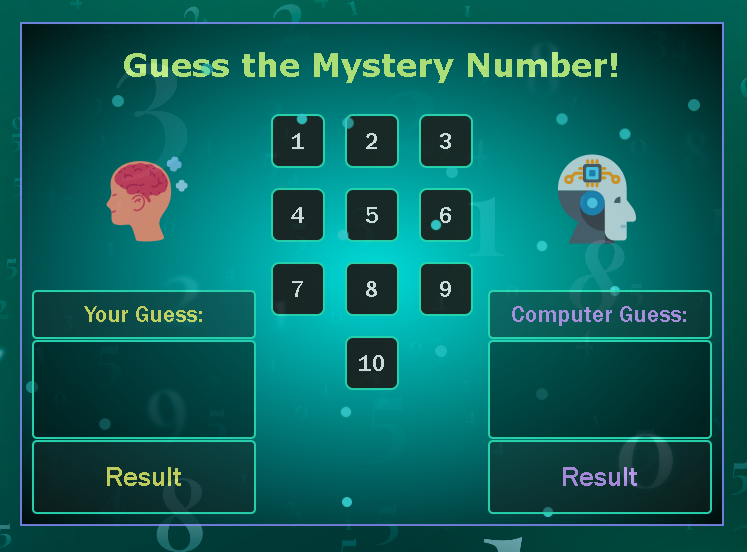 Guess the Mystery Number!
1 2 3
4 5 6
7 8 9
10
Your Guess:
Computer Guess:
Result
Result